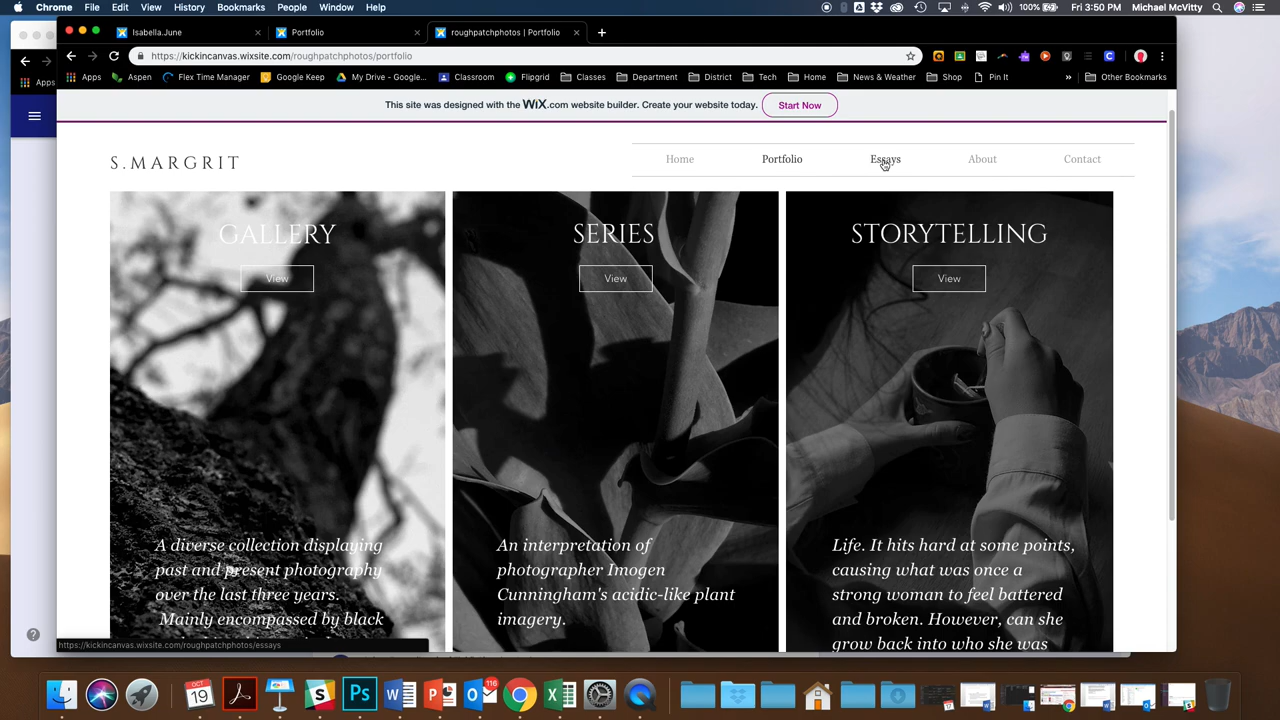 Chrome File Edit View History Bookmarks People Window Help
100% Fri 3:50 PM Michael McVitty
Isabella.June
Portfolio
roughpatchphotos | Portfolio
https://kickincanvas.wixsite.com/roughpatchphotos/portfolio
Apps
Apps Aspen Flex Time Manager Google Keep My Drive - Google... Classroom Flipgrid Classes Department District Tech Home News & Weather Shop Pin It » Other Bookmarks
This site was designed with the WiX.com website builder. Create your website today. Start Now
S.MARGRIT
Home Portfolio Essays About Contact
GALLERY
View
A diverse collection displaying
past and present photography
over the last three years.
Mainly encompassed by black
SERIES
View
An interpretation of
photographer Imogen
Cunningham's acidic-like plant
imagery.
STORYTELLING
View
Life. It hits hard at some points,
causing what was once a
strong woman to feel battered
and broken. However, can she
grow back into who she was
https://kickincanvas.wixsite.com/roughpatchphotos/essays
OCT
19
116